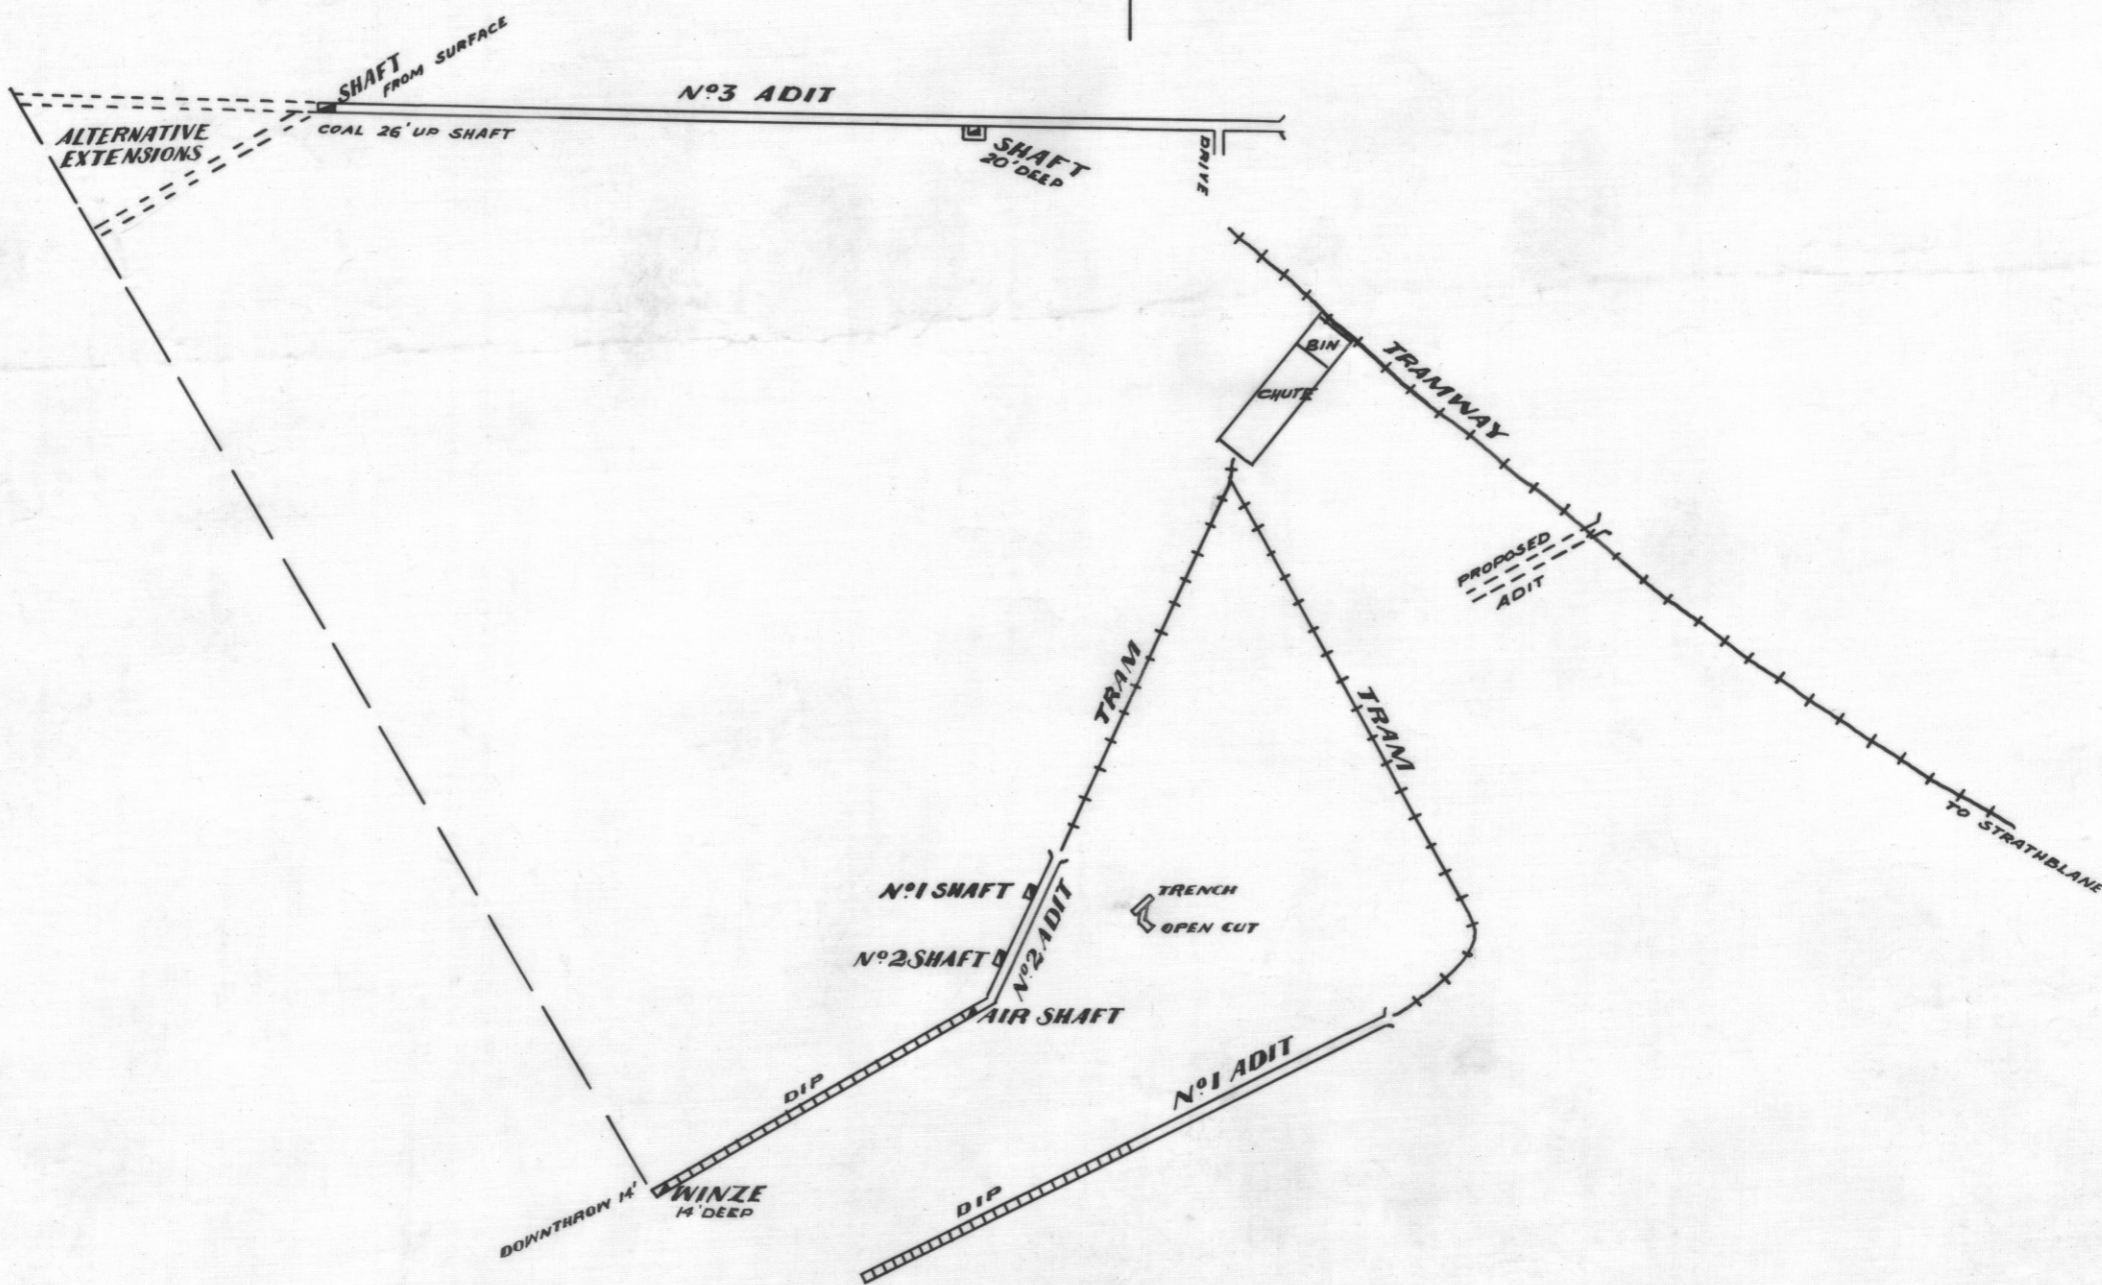 SHAFT
FROM SURFACE
Nº3 ADIT
ALTERNATIVE
EXTENSIONS
COAL 26' UP SHAFT
SHAFT
20' DEEP
DRIVE
BIN
CHUTE
TRAMWAY
PROPOSED
ADIT
TRAM
TRAM
TO STRATHBLANE
Nº1 SHAFT
Nº2 SHAFT
Nº2 ADIT
TRENCH
OPEN CUT
AIR SHAFT
Nº1 ADIT
DIP
DIP
DOWNTHROW 14'
WINZE
14' DEEP